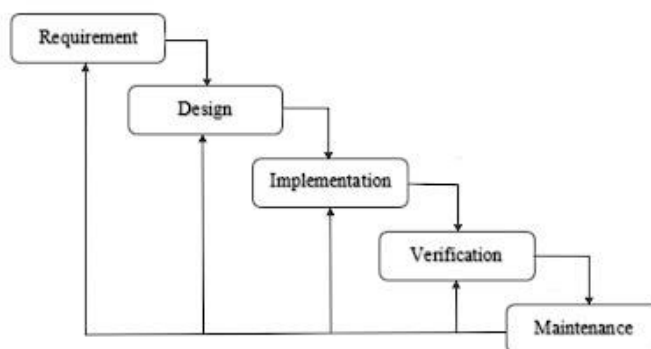 Requirement
Design
Implementation
Verification
Maintenance